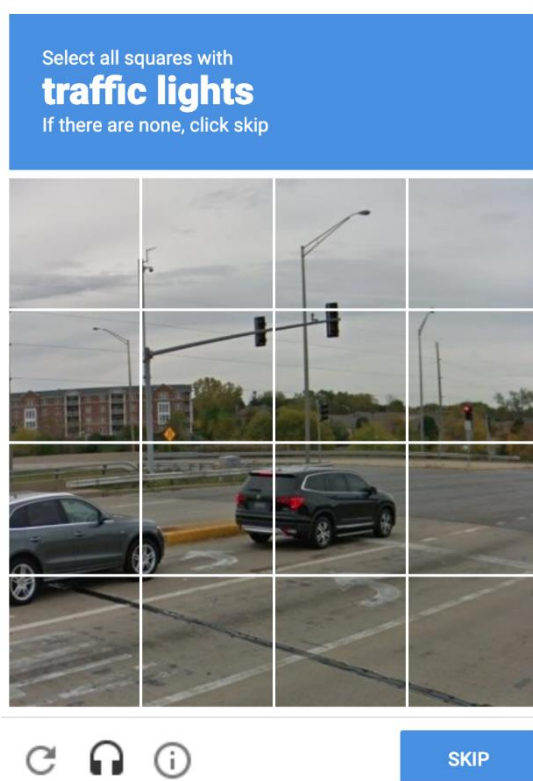 Select all squares with
traffic lights
If there are none, click skip
SKIP